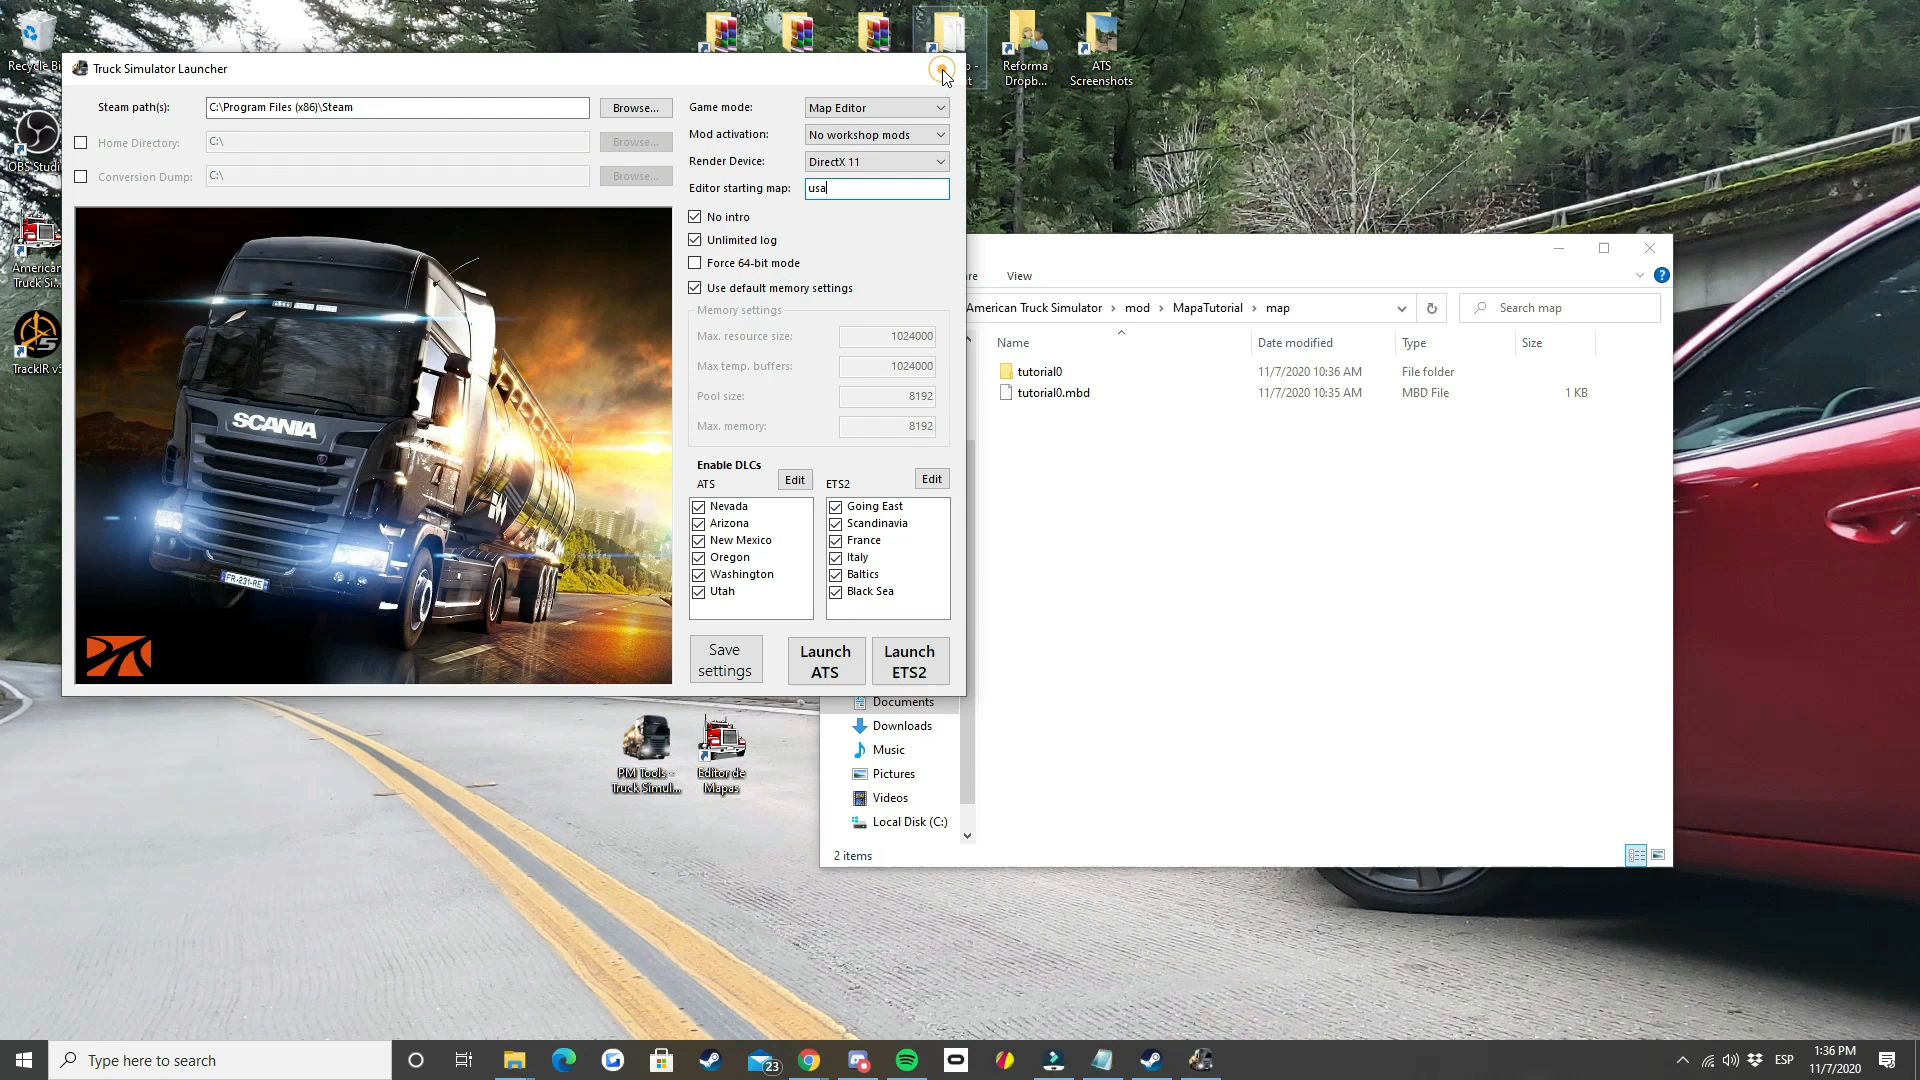 Recycle Bi
Reforma
Dropb...
ATS
Screenshots
OBS Studi
American
Truck Si...
TrackIR v5
Truck Simulator Launcher
Steam path(s):
C:\Program Files (x86)\Steam
Browse...
Home Directory:
C:\
Browse...
Conversion Dump:
C:\
Browse...
SCANIA
FR-231-RE
Game mode:
Map Editor
Mod activation:
No workshop mods
Render Device:
DirectX 11
Editor starting map:
usa
No intro
Unlimited log
Force 64-bit mode
Use default memory settings
Memory settings
Max. resource size:
1024000
Max temp. buffers:
1024000
Pool size:
8192
Max. memory:
8192
Enable DLCs
ATS
Edit
ETS2
Edit
Nevada
Arizona
New Mexico
Oregon
Washington
Utah
Going East
Scandinavia
France
Italy
Baltics
Black Sea
Save
settings
Launch
ATS
Launch
ETS2
View
American Truck Simulator
mod
MapaTutorial
map
Search map
Name
Date modified
Type
Size
tutorial0
11/7/2020 10:36 AM
File folder
tutorial0.mbd
11/7/2020 10:35 AM
MBD File
1 KB
Documents
Downloads
Music
Pictures
Videos
Local Disk (C:)
2 items
PM Tools -
Truck Simul...
Editor de
Mapas
Type here to search
23
ESP
1:36 PM
11/7/2020